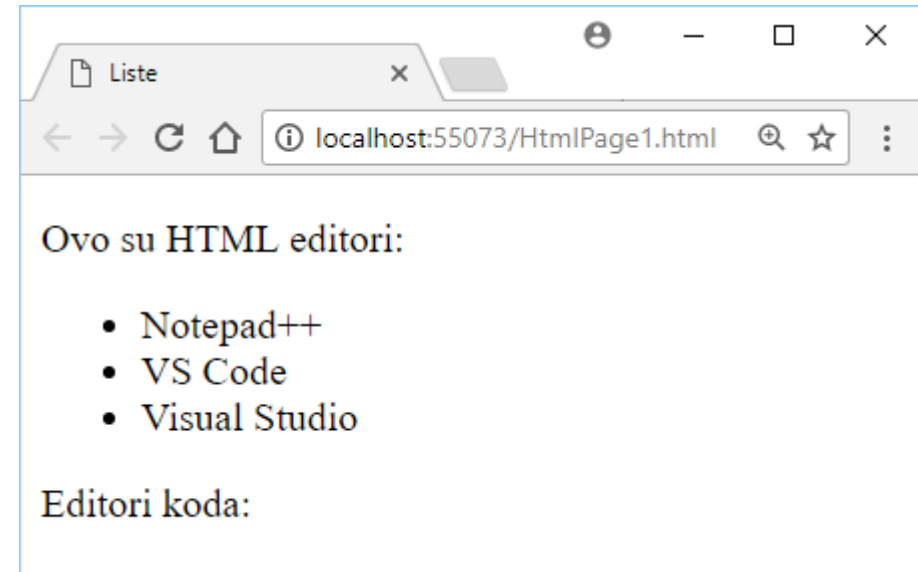 Liste
localhost:55073/HtmlPage1.html
Ovo su HTML editori:
• Notepad++
• VS Code
• Visual Studio
Editori koda: